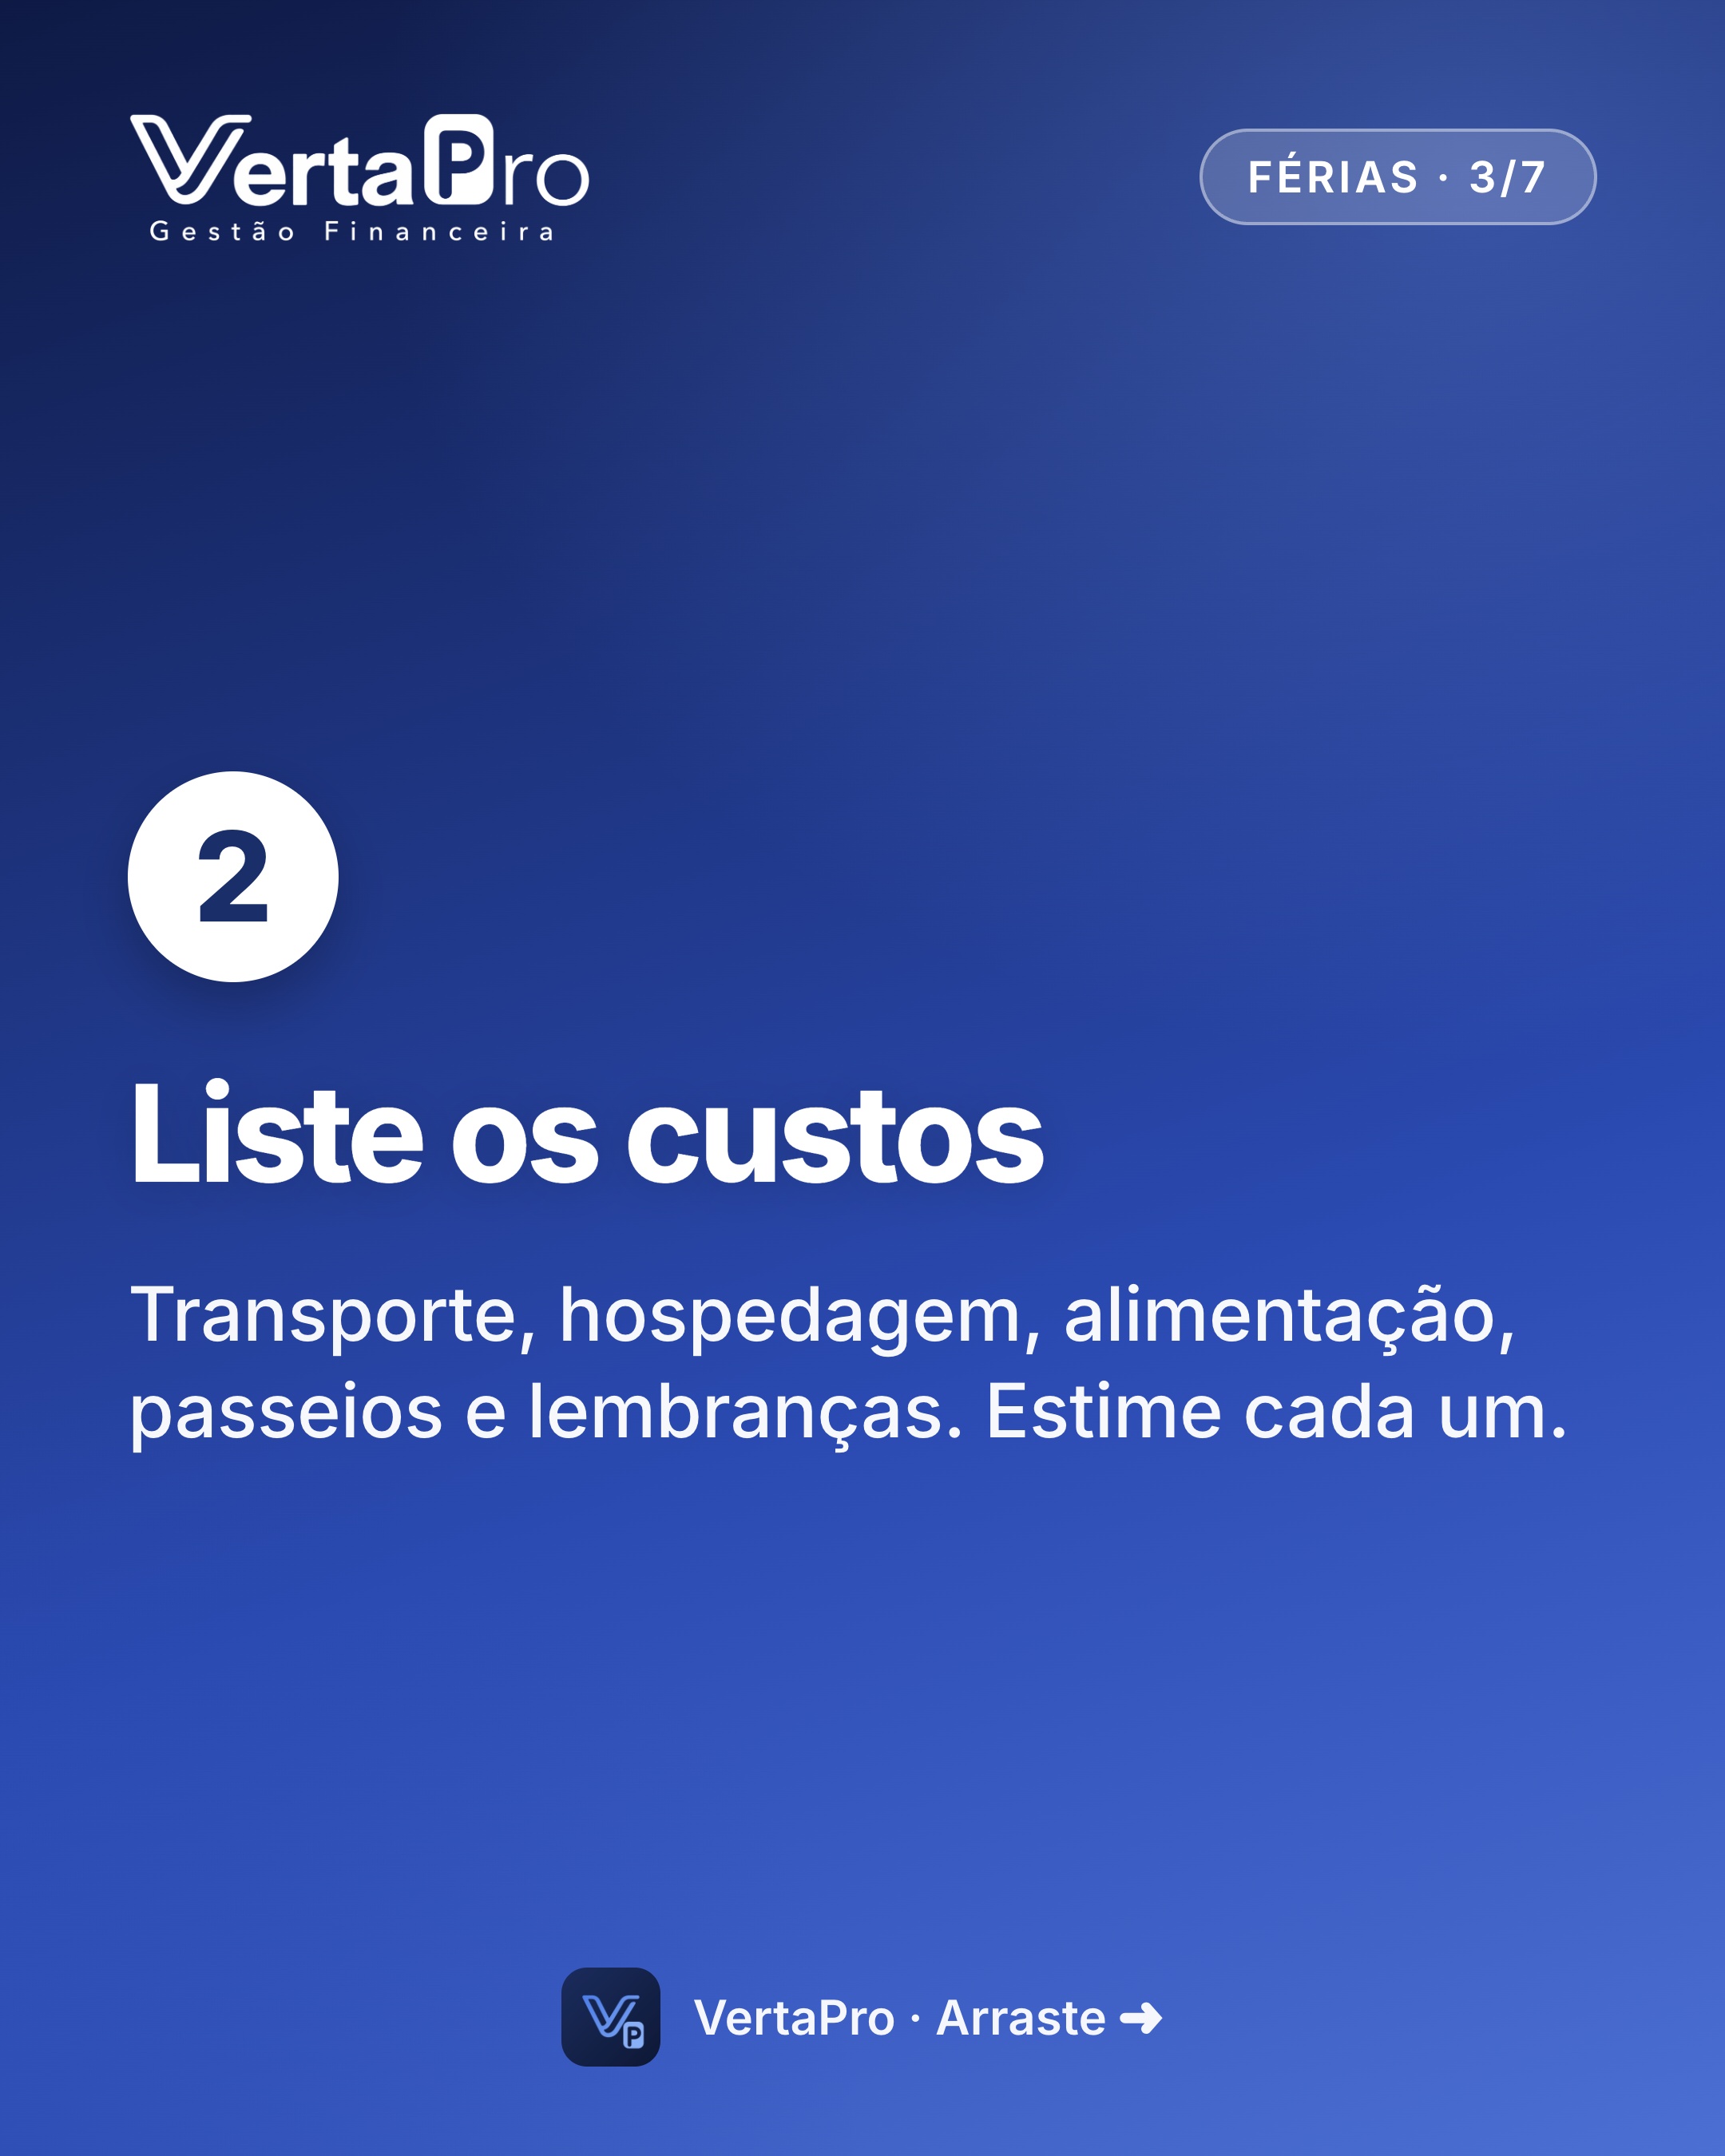 VertaPro
Gestão Financeira
FÉRIAS · 3/7
2
Liste os custos
Transporte, hospedagem, alimentação,
passeios e lembranças. Estime cada um.
VP
VertaPro · Arraste ➜